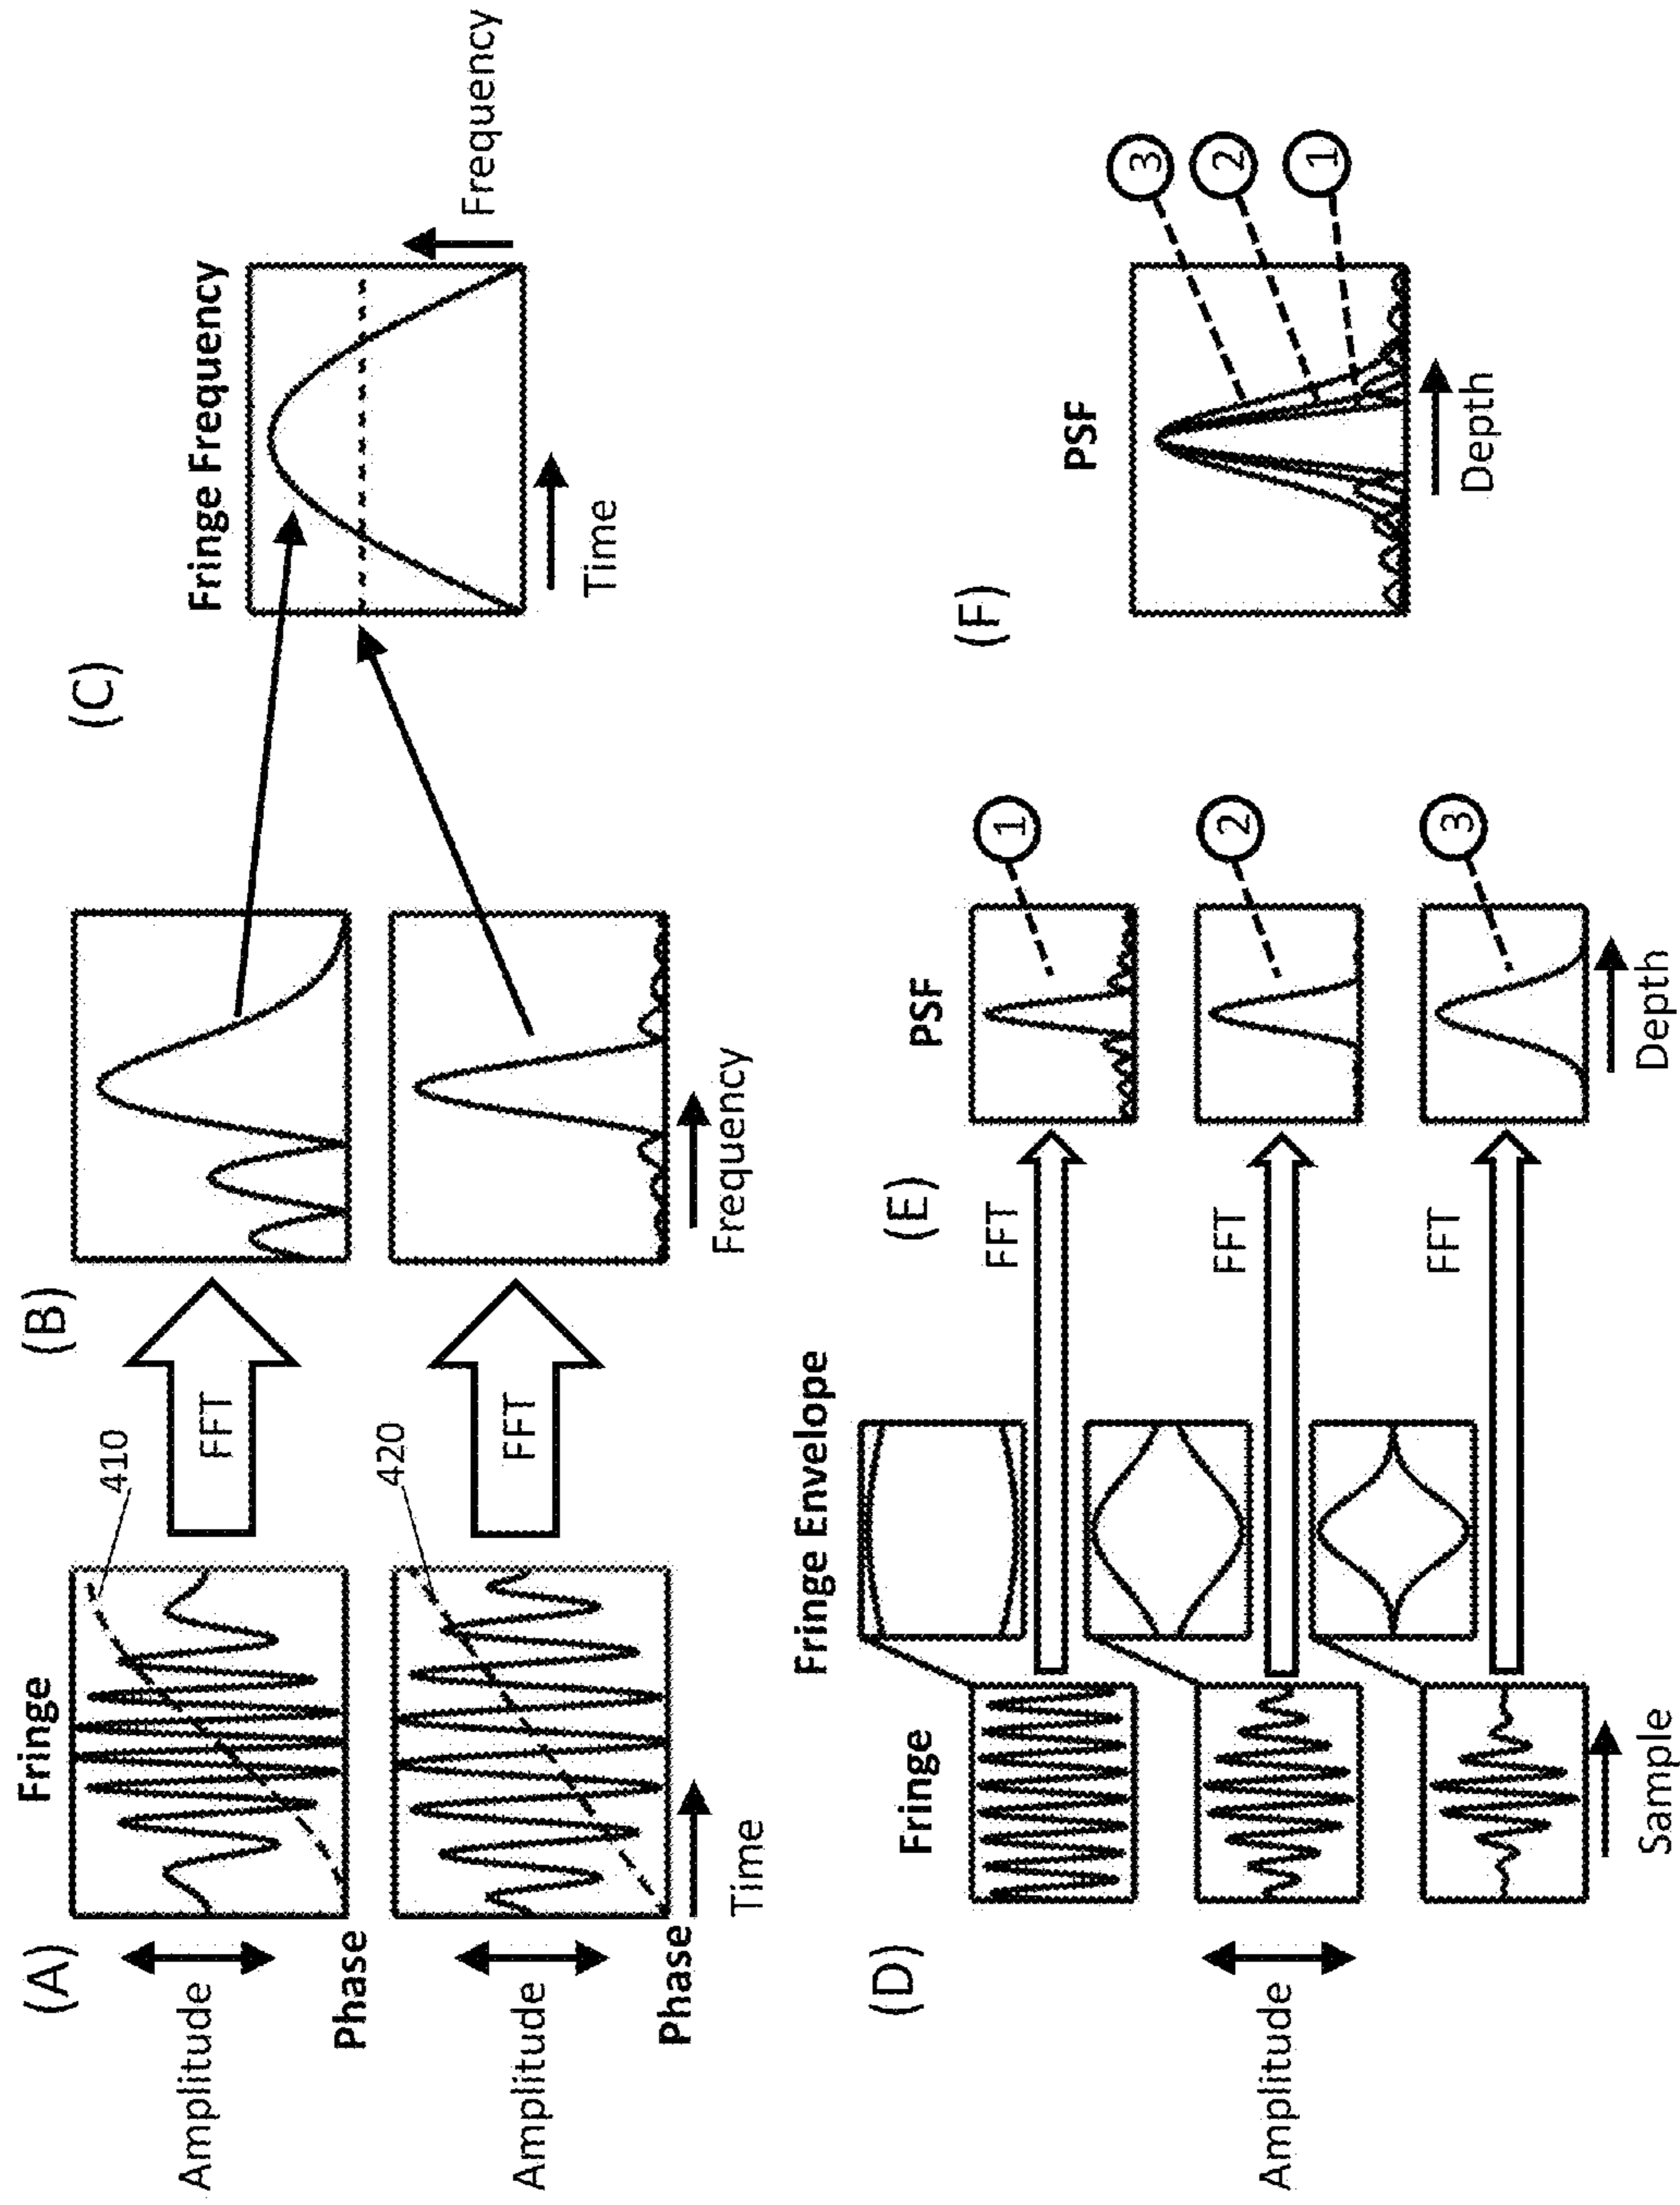 (A)
Fringe
410
Amplitude
Phase
FFT
420
Amplitude
Phase
FFT
Time
(B)
Frequency
(C)
Fringe Frequency
Frequency
Time
(D)
Fringe
Fringe Envelope
Amplitude
Sample
(E)
FFT
FFT
FFT
PSF
1
2
3
Depth
(F)
PSF
3
2
1
Depth